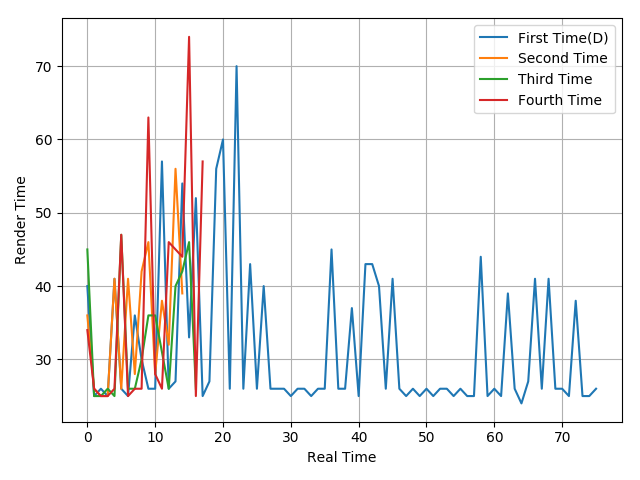 First Time(D)
Second Time
Third Time
Fourth Time
70
60
50
40
30
Render Time
0 10 20 30 40 50 60 70
Real Time